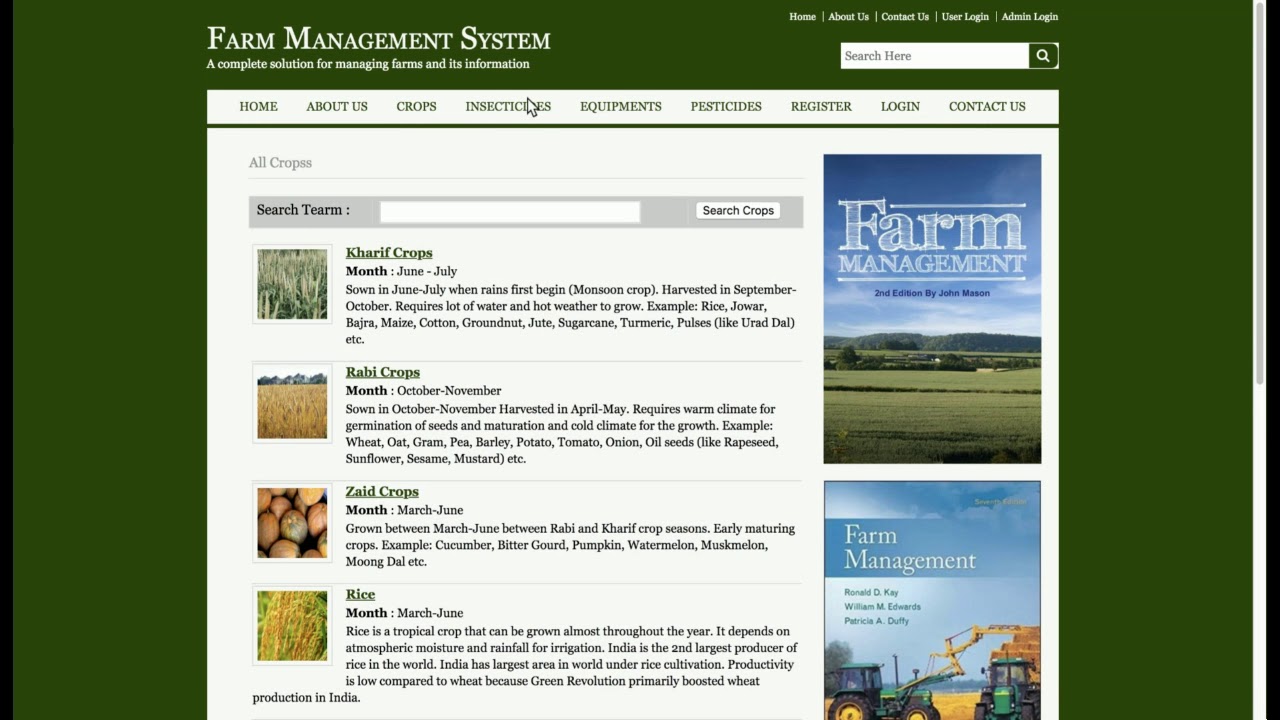 Home | About Us | Contact Us | User Login | Admin Login
Farm Management System
A complete solution for managing farms and its information
Search Here
HOME ABOUT US CROPS INSECTICIDES EQUIPMENTS PESTICIDES REGISTER LOGIN CONTACT US
All Cropss
Search Tearm :
Search Crops
Kharif Crops
Month : June - July
Sown in June-July when rains first begin (Monsoon crop). Harvested in September-
October. Requires lot of water and hot weather to grow. Example: Rice, Jowar,
Bajra, Maize, Cotton, Groundnut, Jute, Sugarcane, Turmeric, Pulses (like Urad Dal)
etc.
Rabi Crops
Month : October-November
Sown in October-November Harvested in April-May. Requires warm climate for
germination of seeds and maturation and cold climate for the growth. Example:
Wheat, Oat, Gram, Pea, Barley, Potato, Tomato, Onion, Oil seeds (like Rapeseed,
Sunflower, Sesame, Mustard) etc.
Zaid Crops
Month : March-June
Grown between March-June between Rabi and Kharif crop seasons. Early maturing
crops. Example: Cucumber, Bitter Gourd, Pumpkin, Watermelon, Muskmelon,
Moong Dal etc.
Rice
Month : March-June
Rice is a tropical crop that can be grown almost throughout the year. It depends on
atmospheric moisture and rainfall for irrigation. India is the 2nd largest producer of
rice in the world. India has largest area in world under rice cultivation. Productivity
is low compared to wheat because Green Revolution primarily boosted wheat
production in India.
Farm
MANAGEMENT
2nd Edition By John Mason
Seventh Edition
Farm
Management
Ronald D. Kay
William M. Edwards
Patricia A. Duffy